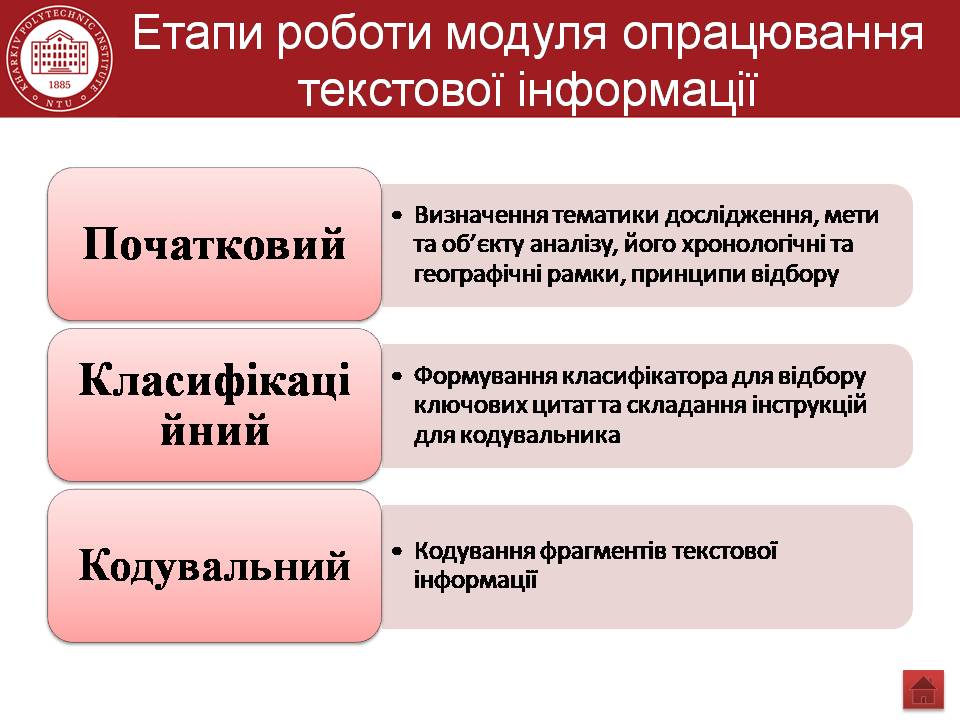 Етапи роботи модуля опрацювання
текстової інформації
KHARKIV POLYTECHNIC INSTITUTE
1885
NTU
Початковий
• Визначення тематики дослідження, мети
та об’єкту аналізу, його хронологічні та
географічні рамки, принципи відбору
Класифікаці
йний
• Формування класифікатора для відбору
ключових цитат та складання інструкцій
для кодувальника
Кодувальний
• Кодування фрагментів текстової
інформації